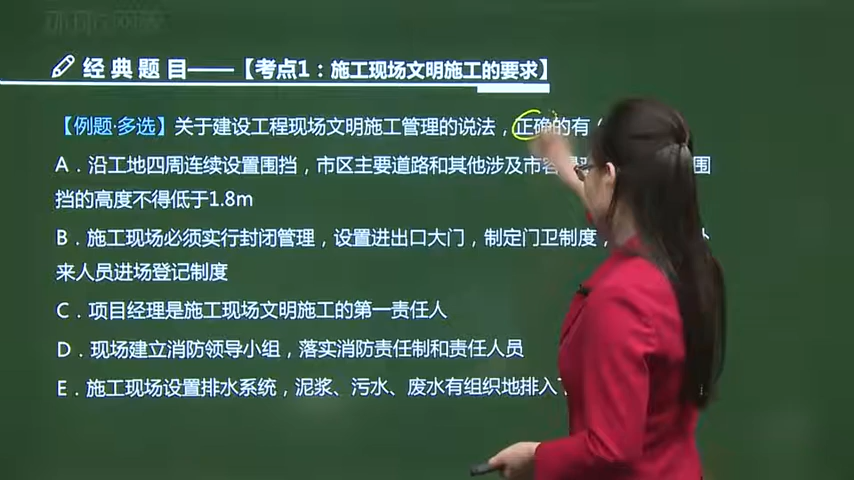 经典题目——【考点1：施工现场文明施工的要求】
【例题·多选】关于建设工程现场文明施工管理的说法，正确的有（
A．沿工地四周连续设置围挡，市区主要道路和其他涉及市容 围
挡的高度不得低于1.8m
B．施工现场必须实行封闭管理，设置进出口大门，制定门卫制度，
来人员进场登记制度
C．项目经理是施工现场文明施工的第一责任人
D．现场建立消防领导小组，落实消防责任制和责任人员
E．施工现场设置排水系统，泥浆、污水、废水有组织地排入